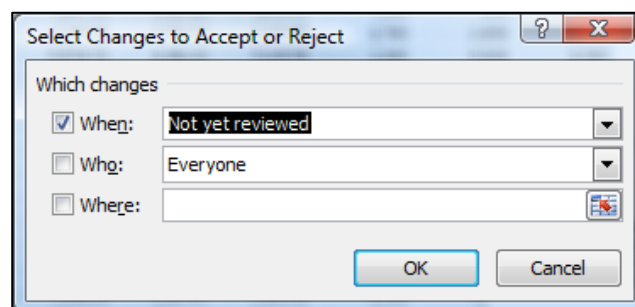 Select Changes to Accept or Reject
Which changes
When: Not yet reviewed
Who: Everyone
Where:
OK Cancel